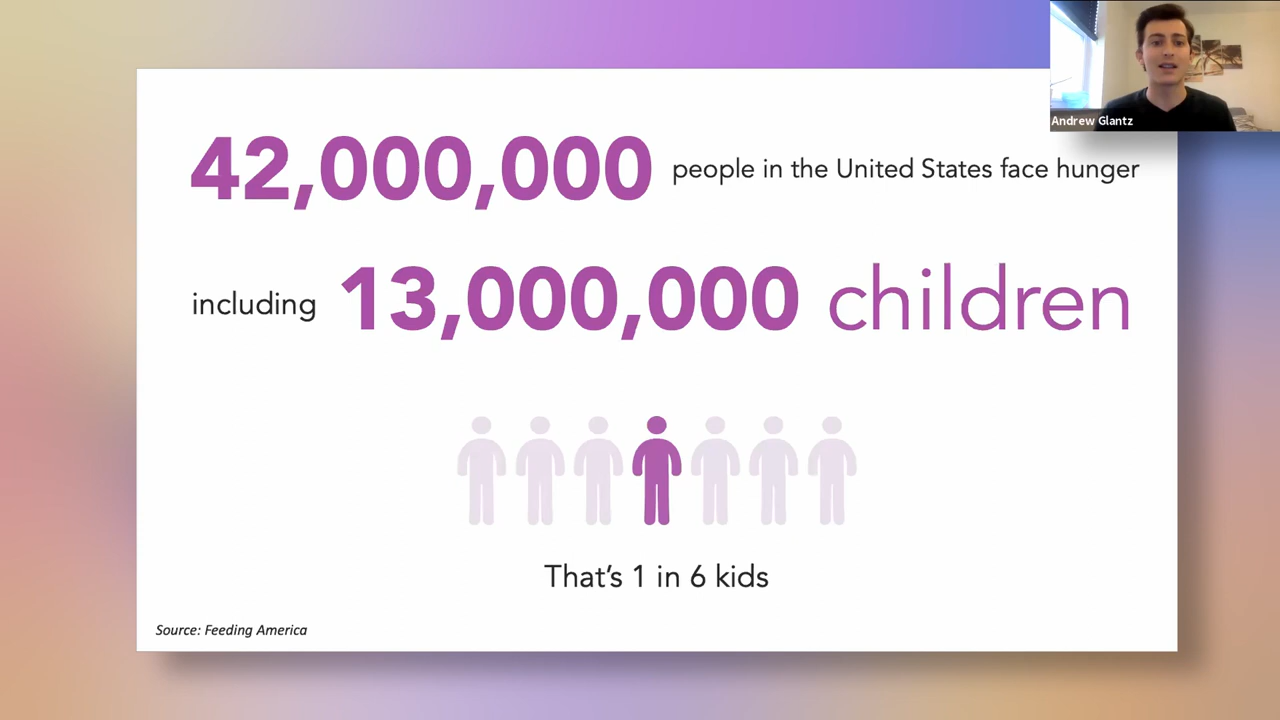 Andrew Glantz
42,000,000 people in the United States face hunger
including 13,000,000 children
That's 1 in 6 kids
Source: Feeding America